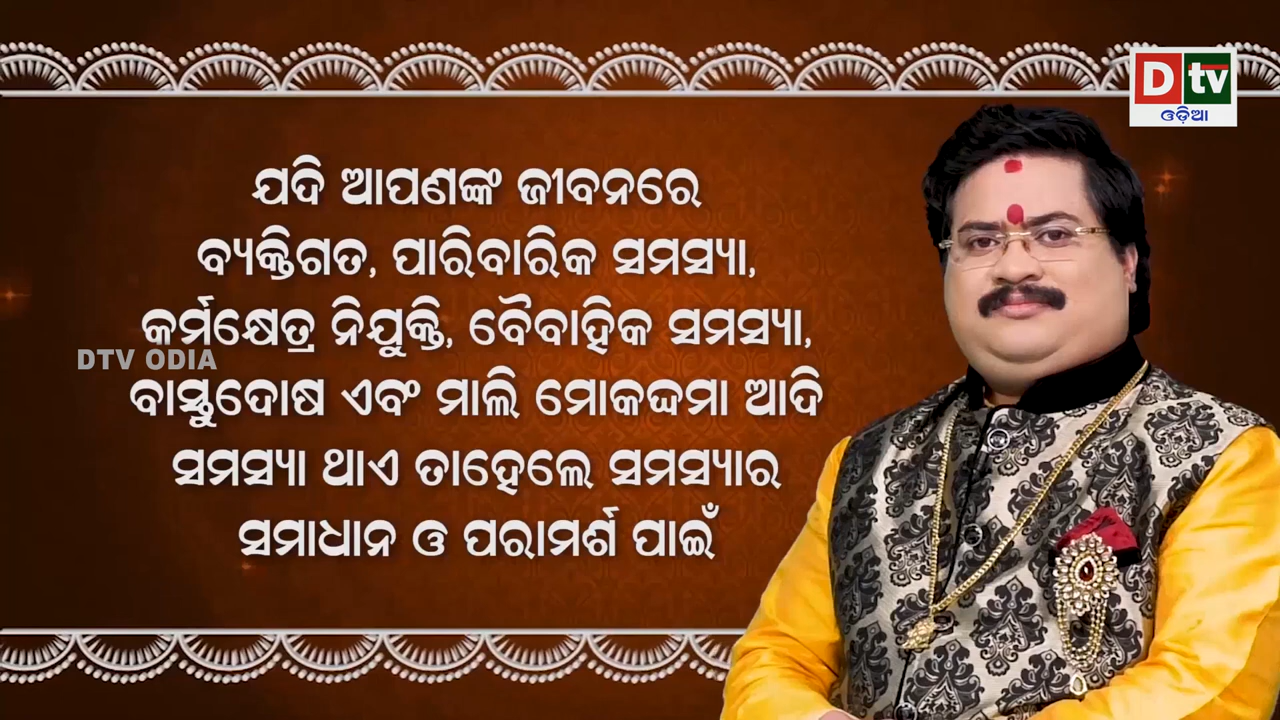 D tv
ଓଡ଼ିଆ
ଯଦି ଆପଣଙ୍କ ଜୀବନରେ
ବ୍ୟକ୍ତିଗତ, ପାରିବାରିକ ସମସ୍ୟା,
କର୍ମକ୍ଷେତ୍ର ନିଯୁକ୍ତି, ବୈବାହିକ ସମସ୍ୟା,
DTV ODIA
ବାସ୍ତୁଦୋଷ ଏବଂ ମାଲି ମୋକଦ୍ଦମା ଆଦି
ସମସ୍ୟା ଥାଏ ତାହେଲେ ସମସ୍ୟାର
ସମାଧାନ ଓ ପରାମର୍ଶ ପାଇଁ